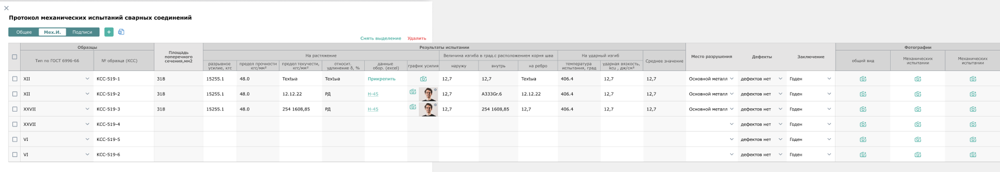 Протокол механических испытаний сварных соединений
Общее Мех.И. Подписи +
Снять выделение Удалить
Образцы Результаты испытании Фотографии
Площадь поперечного сечения,мм2
На растяжение Величина изгиба в град.с расположением корня шва На ударный изгиб
Тип по ГОСТ 6996-66 № образца (КСС) Среднее значение Место разрушения Дефекты Заключение общий вид Механических испытании Механических испытании
разрывное усилие, кгс предел прочности кгс/мм² предел текучести, кгс/мм² относит. удлинение δ, % данные обор. (excel) график усилия наружу внутрь на ребро температура испытания, град ударная вязкость, kcu , дж/см²
XII КСС-519-1 318 15255.1 48.0 Textыа Textыа Прикрепить 12,7 12,7 Textыа 406.4 12,7 12,7 Основной металл дефектов нет Годен
XII КСС-519-2 318 15255.1 48.0 12.12.22 РД Н-45 12,7 A333Gr.6 12.12.22 406.4 12,7 12,7 Основной металл дефектов нет Годен
XXVII КСС-519-3 318 15255.1 48.0 254 1608,85 РД Н-45 12,7 254 1608,85 12,7 406.4 12,7 12,7 Основной металл дефектов нет Годен
XXVII КСС-519-4 дефектов нет Годен
VI КСС-519-5 дефектов нет Годен
VI КСС-519-6 дефектов нет Годен